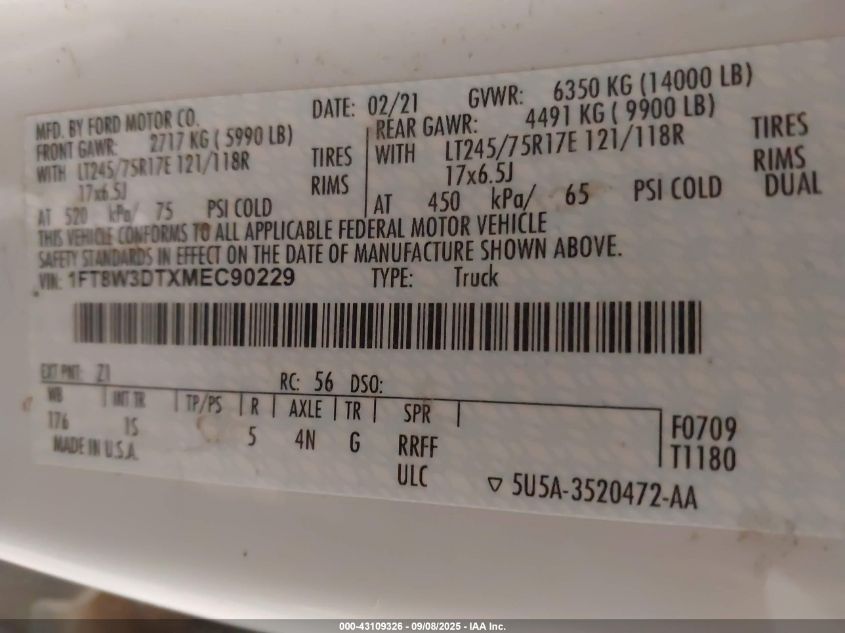 MFD. BY FORD MOTOR CO. DATE: 02/21 GVWR: 6350 KG (14000 LB)
FRONT GAWR: 2717 KG ( 5990 LB) REAR GAWR: 4491 KG ( 9900 LB)
WITH LT245/75R17E 121/118R TIRES WITH LT245/75R17E 121/118R TIRES
17x6.5J RIMS 17x6.5J RIMS
AT 520 kPa/ 75 PSI COLD AT 450 kPa/ 65 PSI COLD DUAL
THIS VEHICLE CONFORMS TO ALL APPLICABLE FEDERAL MOTOR VEHICLE
SAFETY STANDARDS IN EFFECT ON THE DATE OF MANUFACTURE SHOWN ABOVE.
VIN: 1FT8W3DTXMEC90229 TYPE: Truck
EXT PNT: Z1 RC: 56 DSO:
WB INT TR TP/PS R AXLE TR SPR
176 1S 5 4N G RRFF F0709
MADE IN U.S.A. ULC T1180
5U5A-3520472-AA
000-43109326 - 09/08/2025 - IAA Inc.